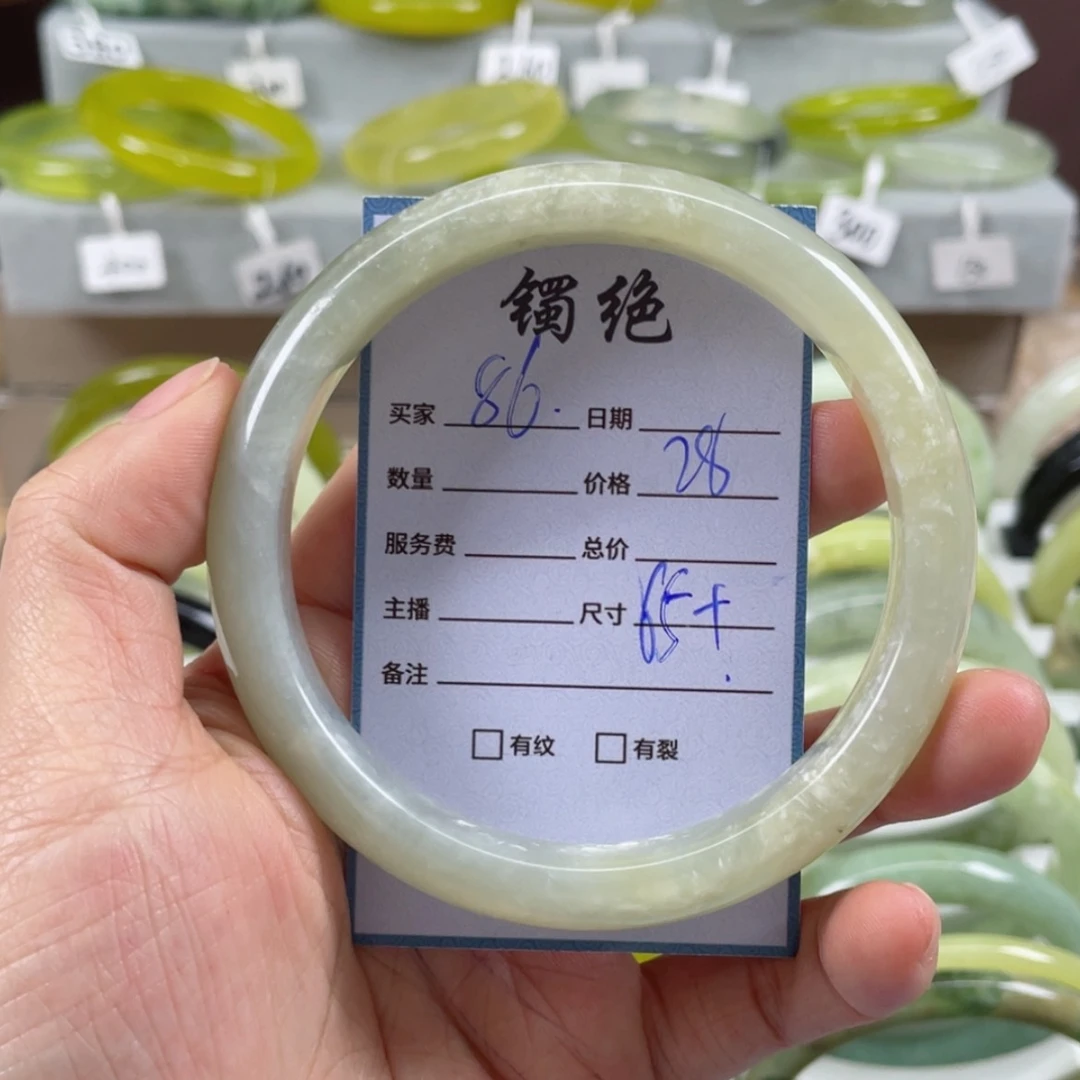 镯绝
买家 86. 日期
数量 价格 28
服务费 总价
主播 尺寸 65+
备注
□有纹 □有裂